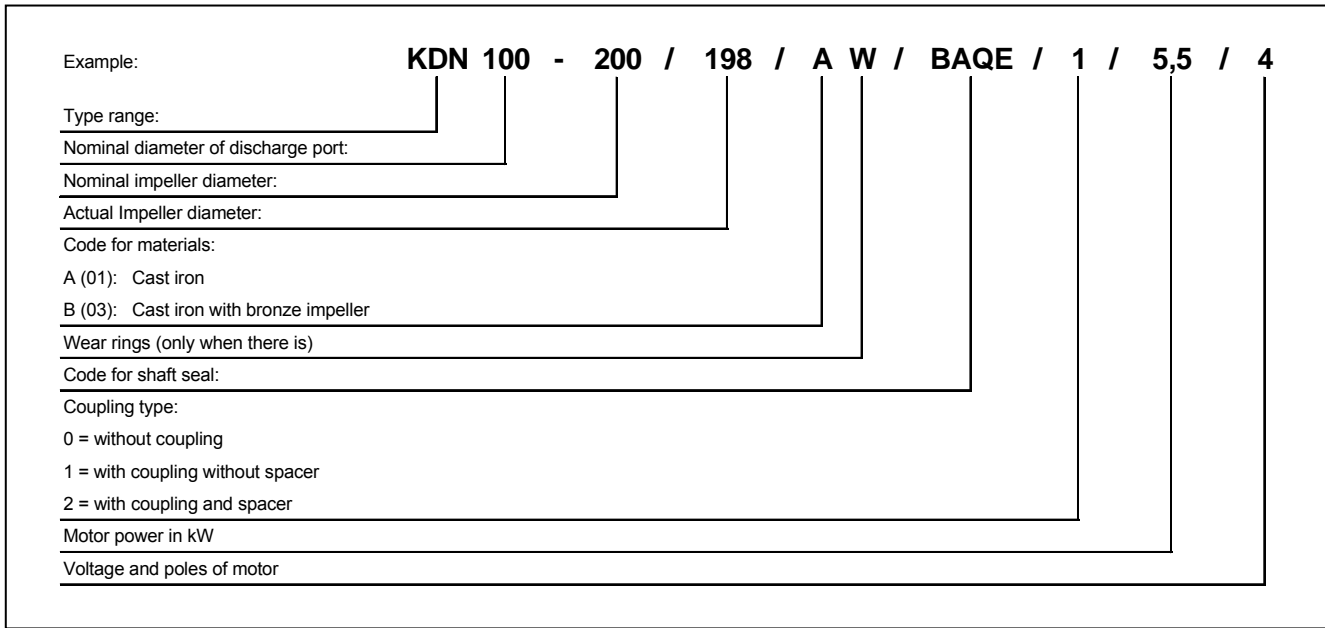 Example: KDN 100 - 200 / 198 / A W / BAQE / 1 / 5,5 / 4
Type range:
Nominal diameter of discharge port:
Nominal impeller diameter:
Actual Impeller diameter:
Code for materials:
A (01): Cast iron
B (03): Cast iron with bronze impeller
Wear rings (only when there is)
Code for shaft seal:
Coupling type:
0 = without coupling
1 = with coupling without spacer
2 = with coupling and spacer
Motor power in kW
Voltage and poles of motor